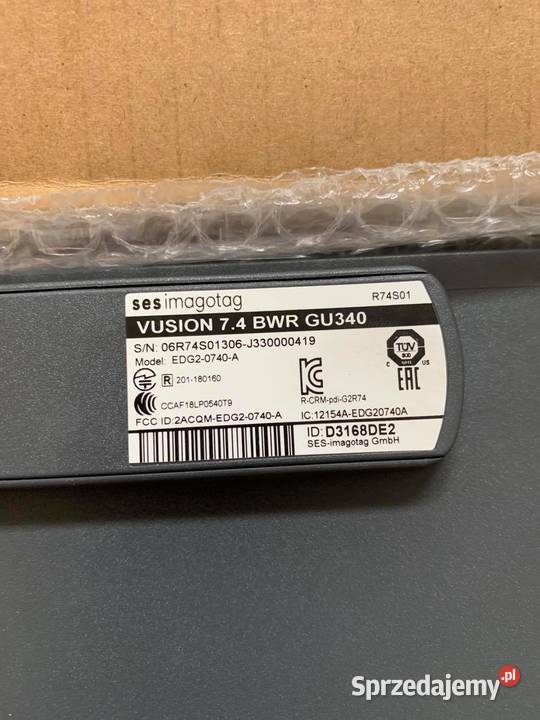 ses imagotag
R74S01
VUSION 7.4 BWR GU340
S/N: 06R74S01306-J330000419
Model: EDG2-0740-A
R 201-180160
CCAF18LP0540T9
R-CRM-pdi-G2R74
FCC ID:2ACQM-EDG2-0740-A
IC:12154A-EDG20740A
TÜV
SÜD
C US
EAC
ID: D3168DE2
SES-imagotag GmbH
Sprzedajemy.pl